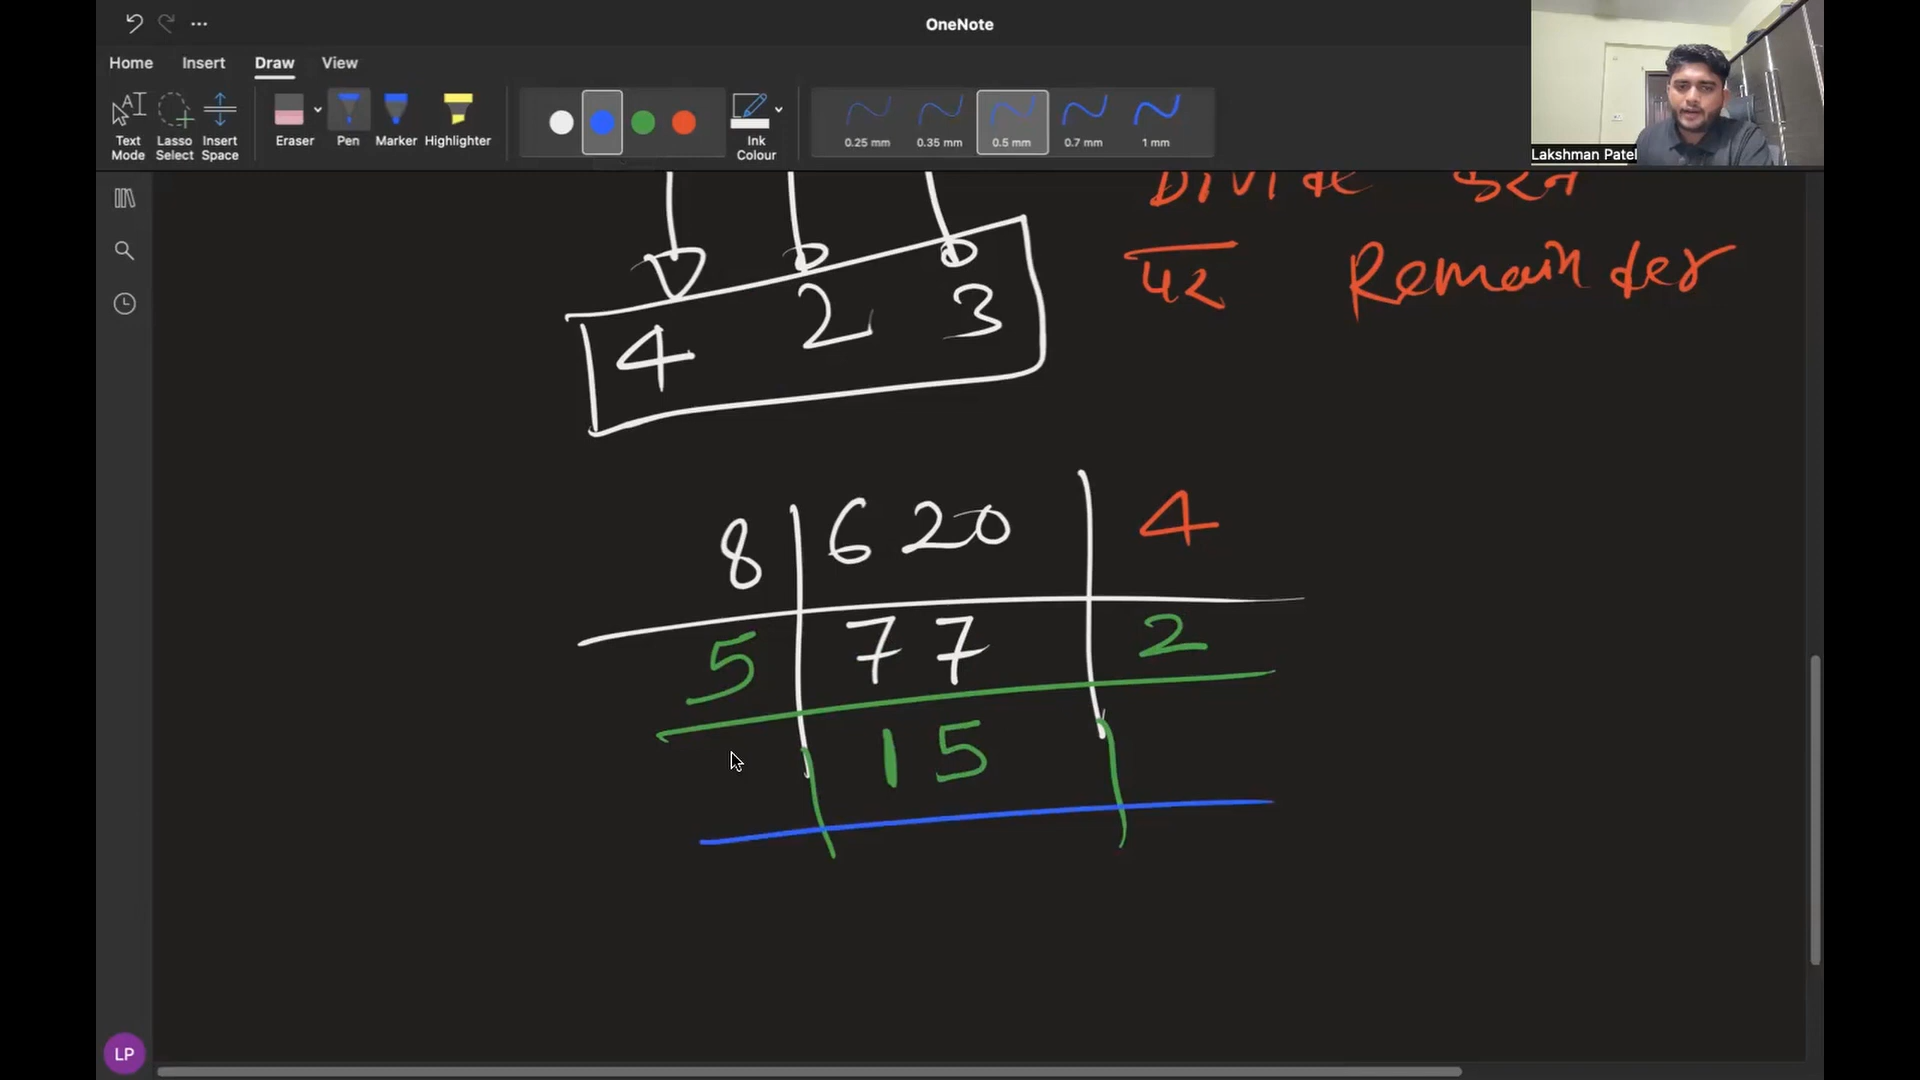 OneNote
Home Insert Draw View
Text Mode
Lasso Select
Insert Space
Eraser
Pen
Marker
Highlighter
Ink Colour
0.25 mm
0.35 mm
0.5 mm
0.7 mm
1 mm
Lakshman Patel
Divide
42 Remainder
4 2 3
8 620 4
5 77 2
15
LP